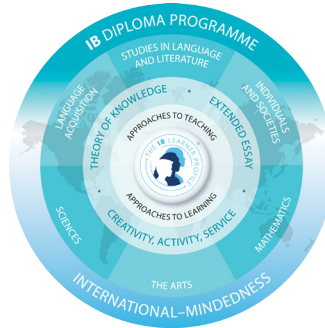 IB DIPLOMA PROGRAMME
STUDIES IN LANGUAGE
AND LITERATURE
LANGUAGE
ACQUISITION
INDIVIDUALS
AND SOCIETIES
THEORY OF KNOWLEDGE
EXTENDED ESSAY
APPROACHES TO TEACHING
THE IB LEARNER PROFILE
APPROACHES TO LEARNING
CREATIVITY, ACTIVITY, SERVICE
SCIENCES
MATHEMATICS
THE ARTS
INTERNATIONAL–MINDEDNESS